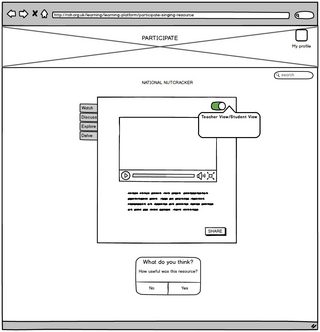 http://roh.org.uk/learning/learning-platform/participate-singing-resource
PARTICIPATE
My profile
search
NATIONAL NUTCRACKER
Watch
Discuss
Explore
Delve
Teacher View/Student View
SHARE
What do you think?
How useful was this resource?
No
Yes